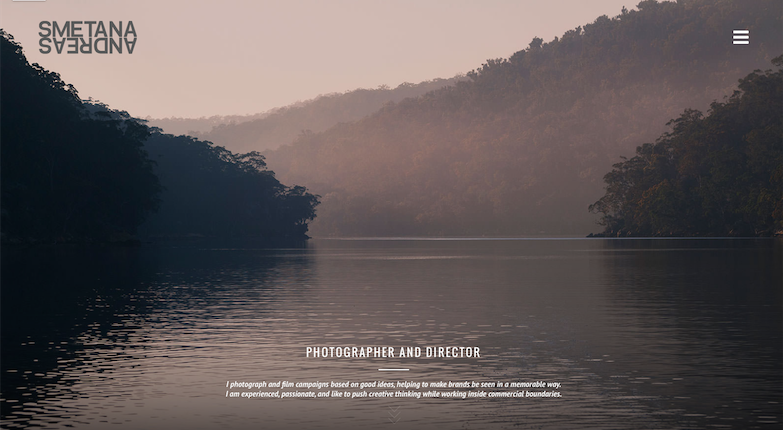 SMETANA
ANDREAS
PHOTOGRAPHER AND DIRECTOR
I photograph and film campaigns based on good ideas, helping to make brands be seen in a memorable way.
I am experienced, passionate, and like to push creative thinking while working inside commercial boundaries.